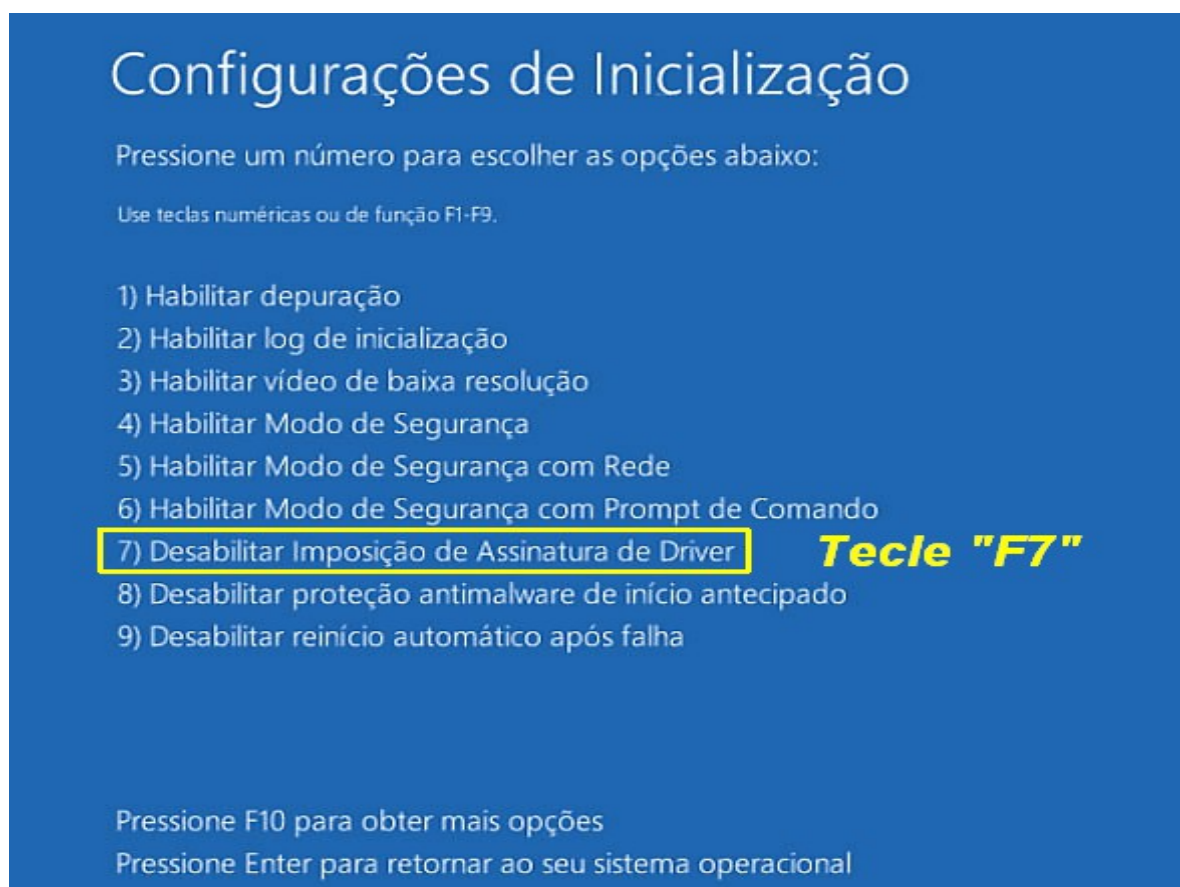 Configurações de Inicialização
Pressione um número para escolher as opções abaixo:
Use teclas numéricas ou de função F1-F9.
1) Habilitar depuração
2) Habilitar log de inicialização
3) Habilitar vídeo de baixa resolução
4) Habilitar Modo de Segurança
5) Habilitar Modo de Segurança com Rede
6) Habilitar Modo de Segurança com Prompt de Comando
7) Desabilitar Imposição de Assinatura de Driver Tecle "F7"
8) Desabilitar proteção antimalware de início antecipado
9) Desabilitar reinício automático após falha
Pressione F10 para obter mais opções
Pressione Enter para retornar ao seu sistema operacional